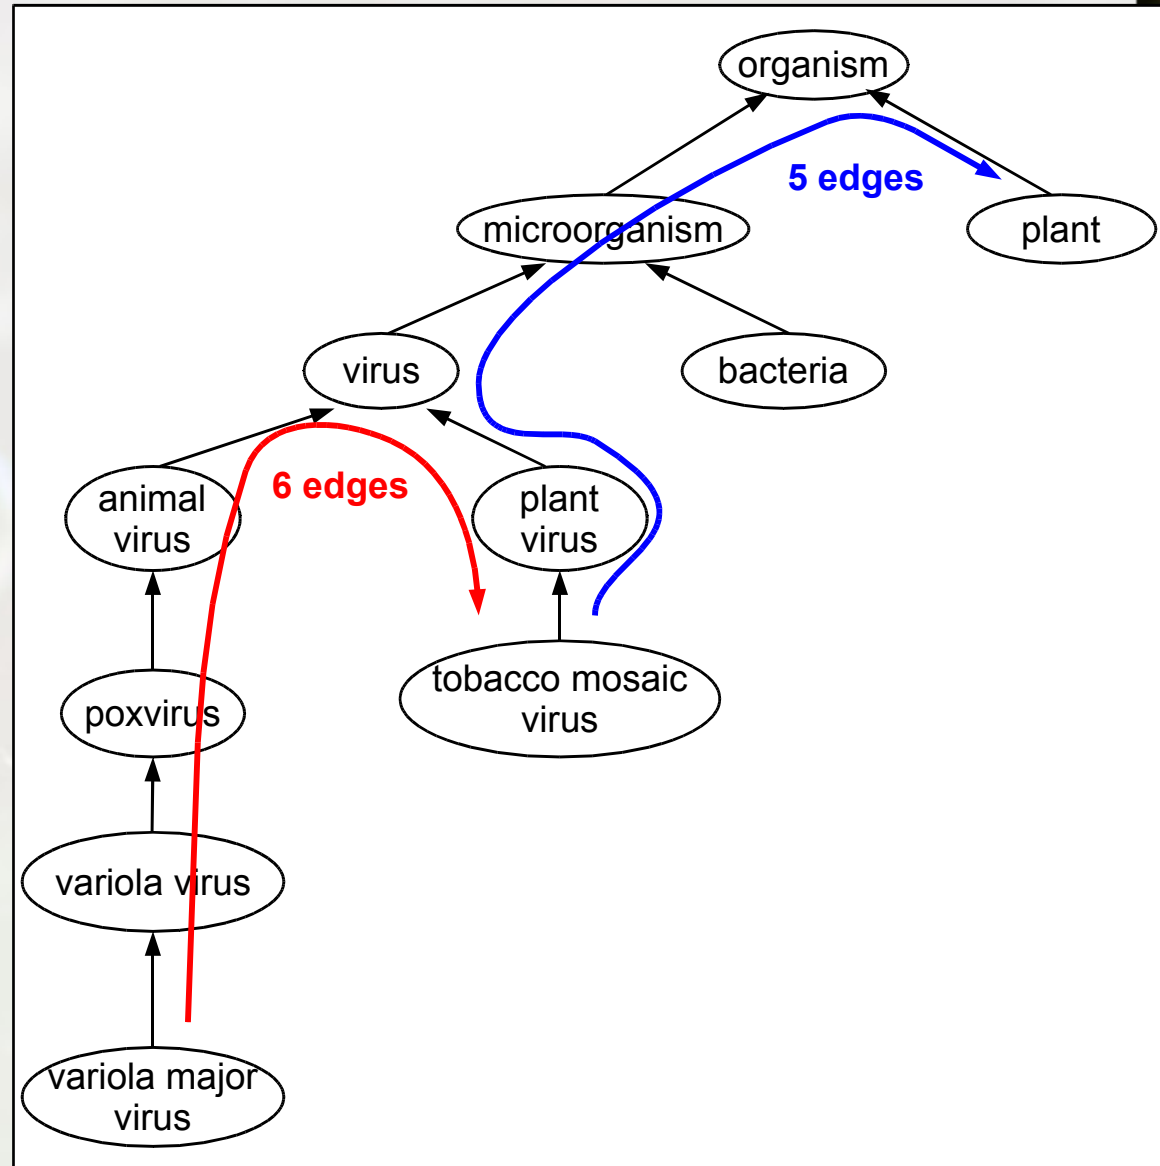 organism
5 edges
microorganism
plant
virus
bacteria
6 edges
animal
virus
plant
virus
poxvirus
tobacco mosaic
virus
variola virus
variola major
virus